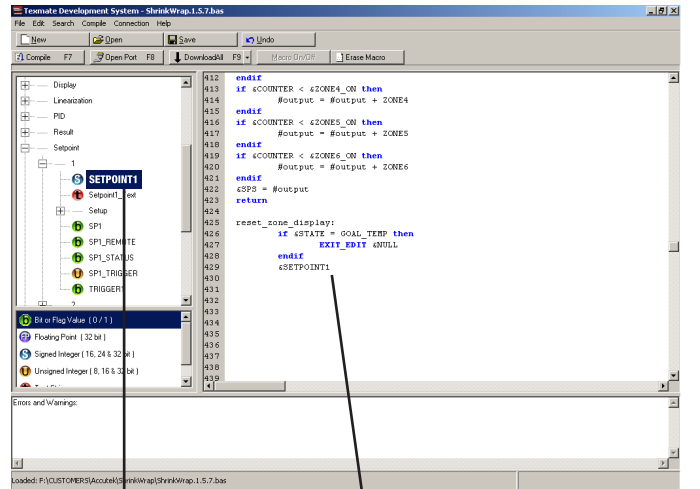 Texmate Development System - ShrinkWrap.1.5.7.bas
File Edit Search Compile Connection Help
New Open Save Undo
Compile F7 Open Port F8 DownloadAll F9 Macro On/Off Erase Macro
Display
Linearization
PID
Result
Setpoint
1
SETPOINT1
Setpoint1_Text
Setup
SP1
SP1_REMOTE
SP1_STATUS
SP1_TRIGGER
TRIGGER1
2
Bit or Flag Value ( 0 / 1 )
Floating Point ( 32 bit )
Signed Integer ( 16, 24 & 32 bit )
Unsigned Integer ( 8, 16 & 32 bit )
412 endif
413 if &COUNTER < &ZONE4_ON then
414 #output = #output + ZONE4
415 endif
416 if &COUNTER < &ZONE5_ON then
417 #output = #output + ZONE5
418 endif
419 if &COUNTER < &ZONE6_ON then
420 #output = #output + ZONE6
421 endif
422 &SPS = #output
423 return
424
425 reset_zone_display:
426 if &STATE = GOAL_TEMP then
427 EXIT_EDIT &NULL
428 endif
429 &SETPOINT1
430
431
432
433
434
435
436
437
438
439
Errors and Warnings:
Loaded: F:\CUSTOMERS\Accutek\ShrinkWrap\ShrinkWrap.1.5.7.bas